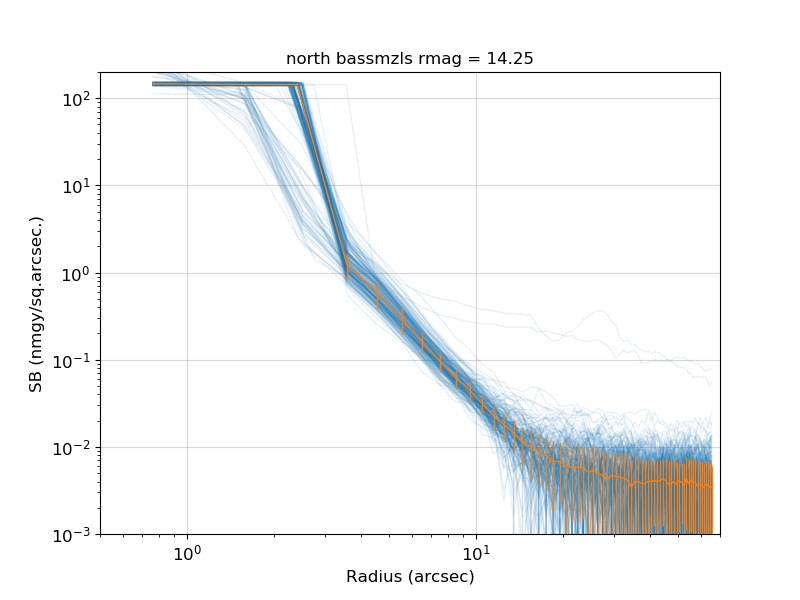 north bassmzls rmag = 14.25
SB (nmgy/sq.arcsec.)
10²
10¹
10⁰
10⁻¹
10⁻²
10⁻³
10⁰ 10¹
Radius (arcsec)